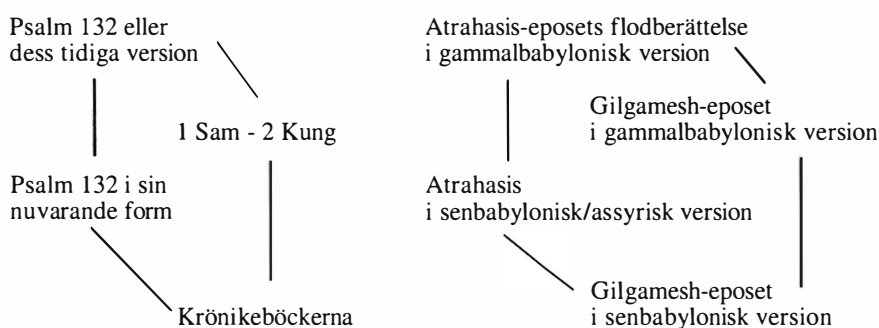 Psalm 132 eller
dess tidiga version
1 Sam - 2 Kung
Psalm 132 i sin
nuvarande form
Krönikeböckerna
Atrahasis-eposets flodberättelse
i gammalbabylonisk version
Gilgamesh-eposet
i gammalbabylonisk version
Atrahasis
i senbabylonisk/assyrisk version
Gilgamesh-eposet
i senbabylonisk version